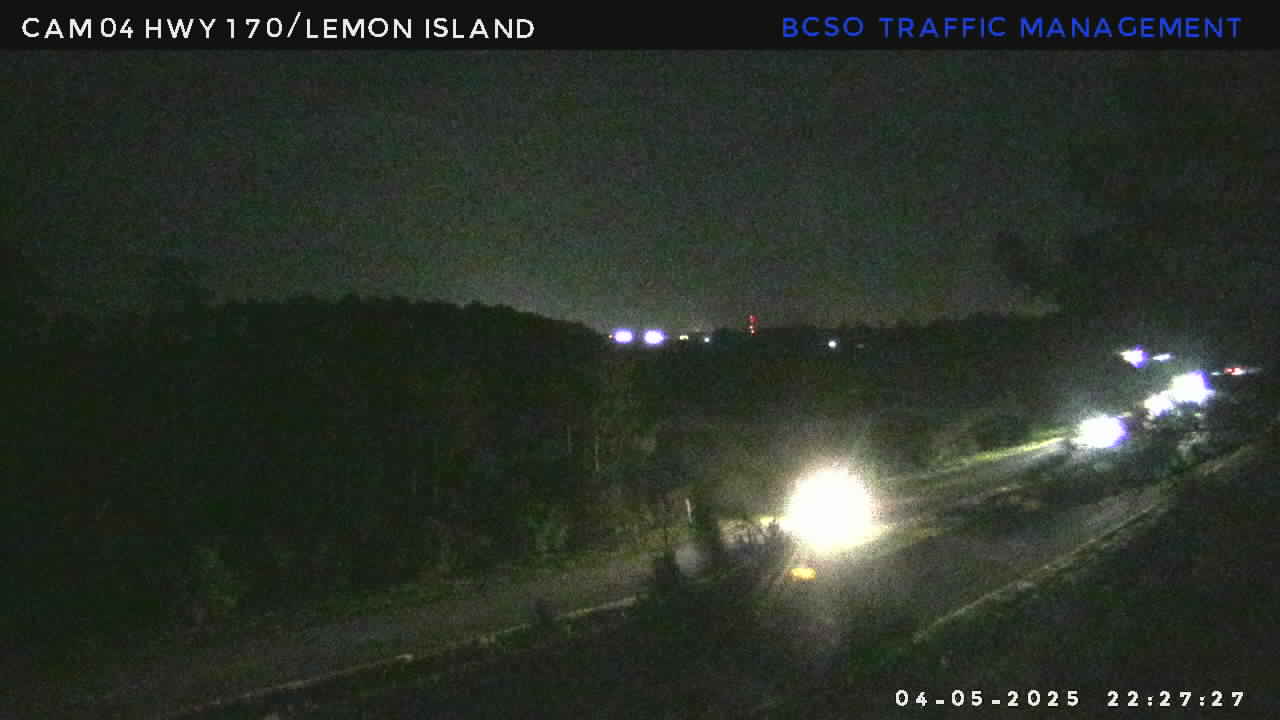 CAM04 HWY 170/LEMON ISLAND
BCSO TRAFFIC MANAGEMENT
04-05-2025 22:27:27